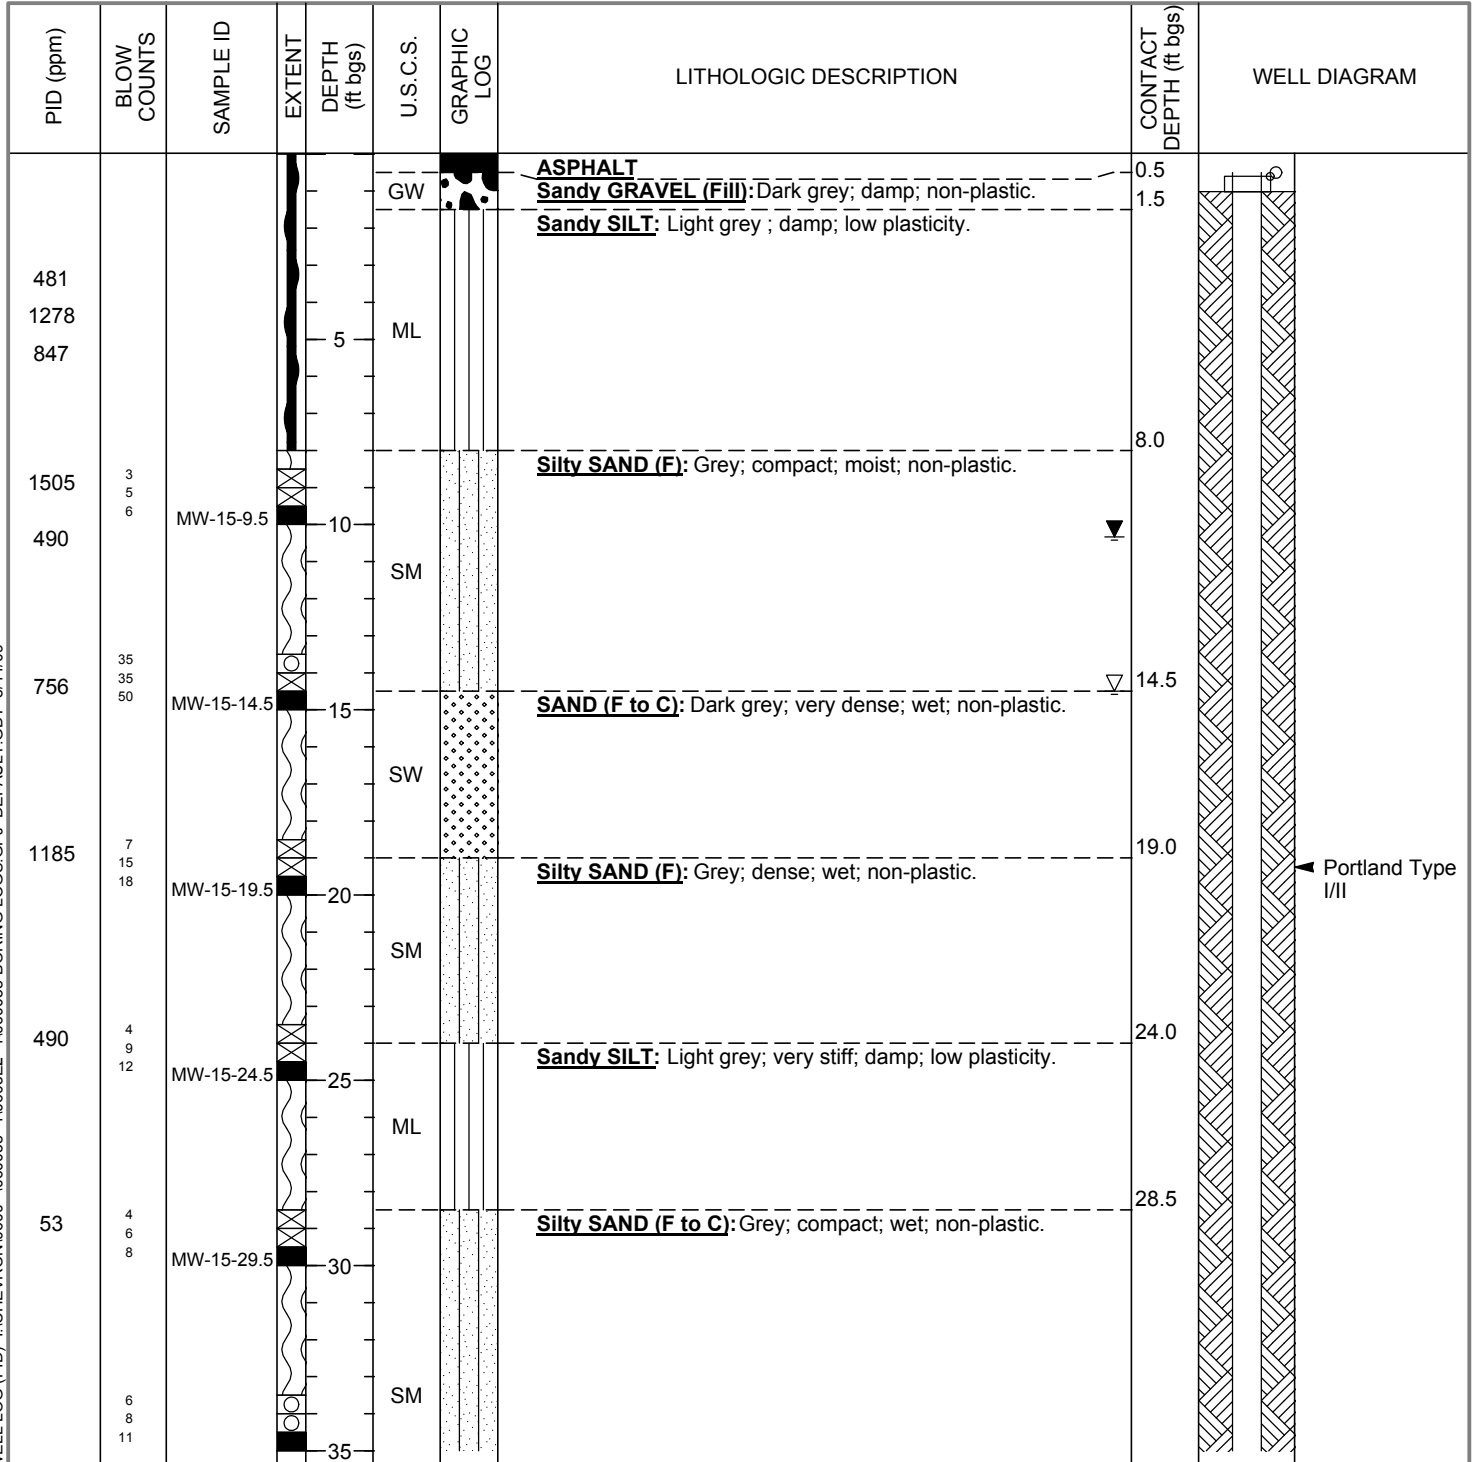 PID (ppm)
BLOW COUNTS
SAMPLE ID
EXTENT
DEPTH (ft bgs)
U.S.C.S.
GRAPHIC LOG
LITHOLOGIC DESCRIPTION
CONTACT DEPTH (ft bgs)
WELL DIAGRAM
ASPHALT
0.5
GW
Sandy GRAVEL (Fill): Dark grey; damp; non-plastic.
1.5
Sandy SILT: Light grey ; damp; low plasticity.
481
1278
ML
5
847
8.0
Silty SAND (F): Grey; compact; moist; non-plastic.
1505
3
5
6
MW-15-9.5
10
490
SM
35
35
50
756
14.5
MW-15-14.5
15
SAND (F to C): Dark grey; very dense; wet; non-plastic.
SW
7
15
18
1185
19.0
Silty SAND (F): Grey; dense; wet; non-plastic.
Portland Type
I/II
MW-15-19.5
20
SM
4
9
12
490
24.0
Sandy SILT: Light grey; very stiff; damp; low plasticity.
MW-15-24.5
25
ML
28.5
4
6
8
53
Silty SAND (F to C): Grey; compact; wet; non-plastic.
MW-15-29.5
30
SM
6
8
11
35